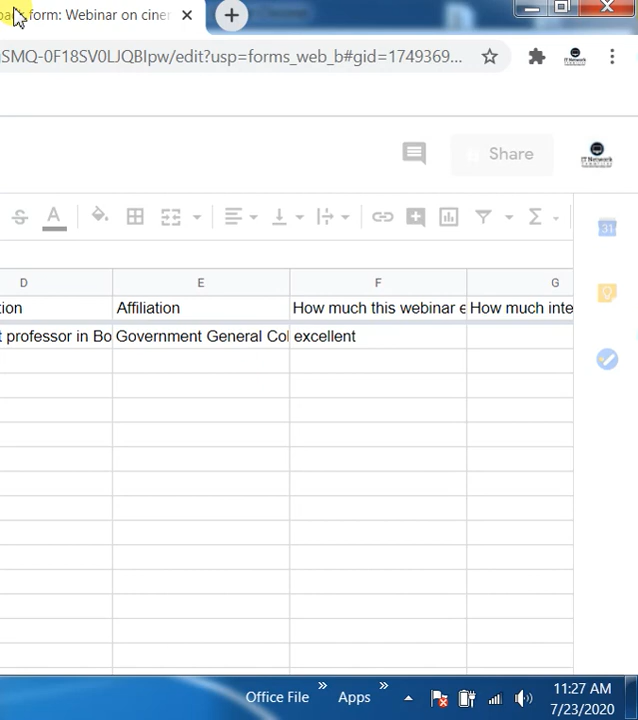 form: Webinar on cine
SMQ-0F18SV0LJQBIpw/edit?usp=forms_web_b#gid=1749369...
Share
D E F G
tion Affiliation How much this webinar e How much inte
t professor in Bo Government General Col excellent
31
Office File » Apps »
11:27 AM
7/23/2020